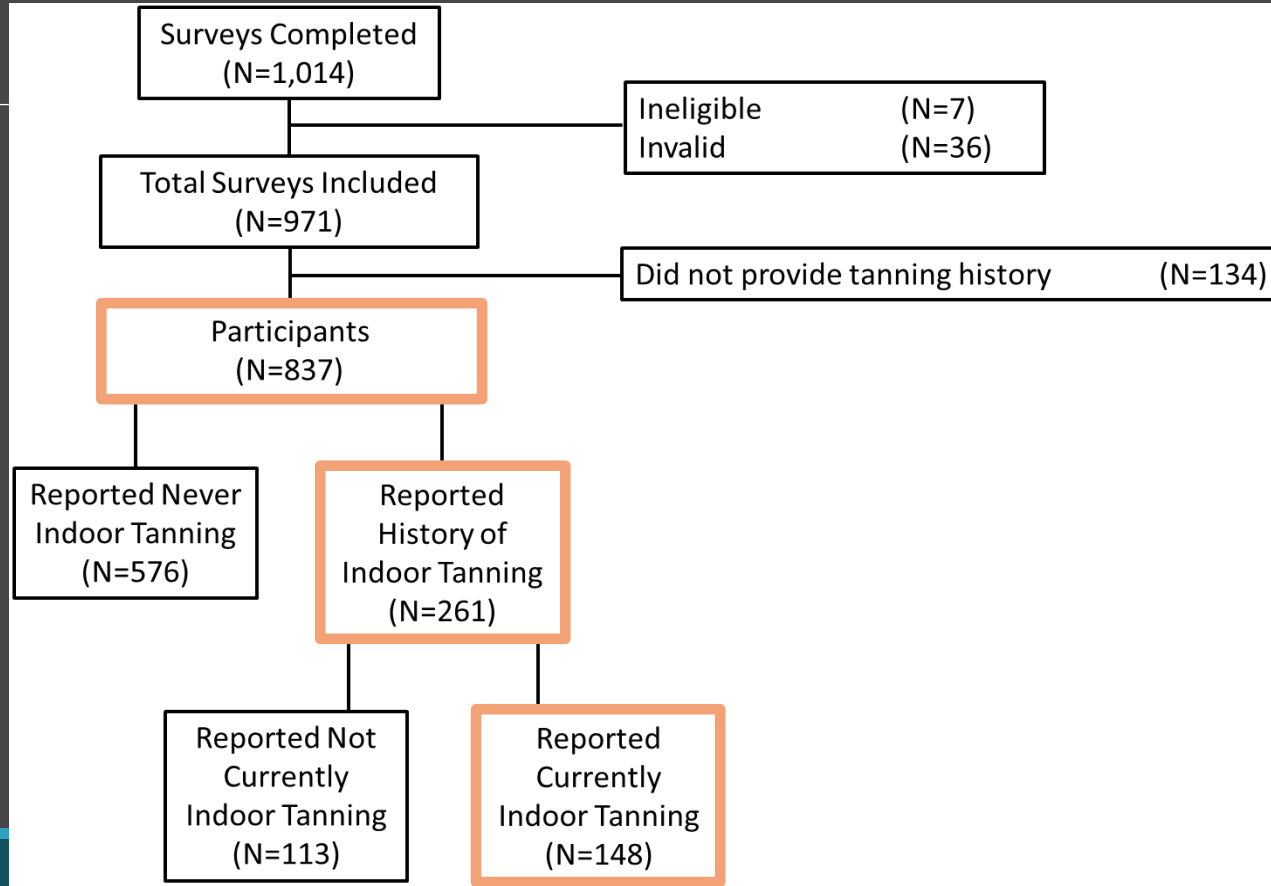 Surveys Completed
(N=1,014)
Ineligible (N=7)
Invalid (N=36)
Total Surveys Included
(N=971)
Did not provide tanning history (N=134)
Participants
(N=837)
Reported Never
Indoor Tanning
(N=576)
Reported
History of
Indoor Tanning
(N=261)
Reported Not
Currently
Indoor Tanning
(N=113)
Reported
Currently
Indoor Tanning
(N=148)